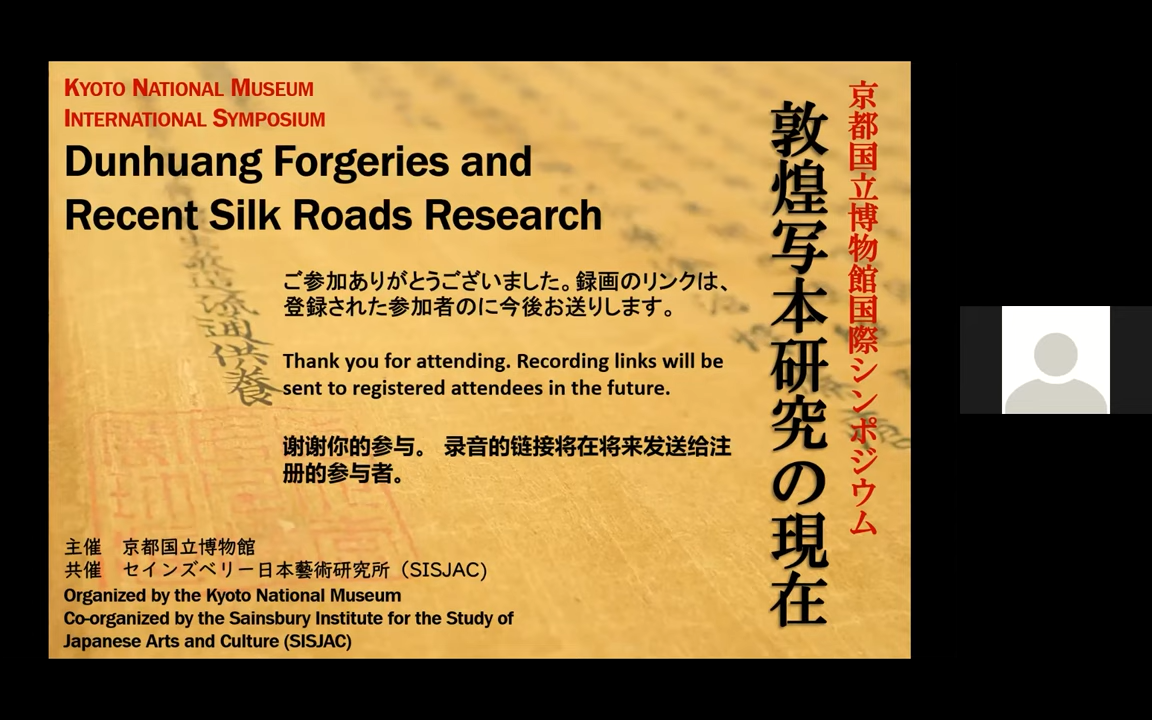 KYOTO NATIONAL MUSEUM
INTERNATIONAL SYMPOSIUM
Dunhuang Forgeries and
Recent Silk Roads Research
ご参加ありがとうございました。録画のリンクは、
登録された参加者のに今後お送りします。
Thank you for attending. Recording links will be
sent to registered attendees in the future.
谢谢你的参与。 录音的链接将在将来发送给注
册的参与者。
主催 京都国立博物館
共催 セインズベリー日本藝術研究所（SISJAC)
Organized by the Kyoto National Museum
Co-organized by the Sainsbury Institute for the Study of
Japanese Arts and Culture (SISJAC)
京都国立博物館国際シンポジウム
敦煌写本研究の現在
流通供養